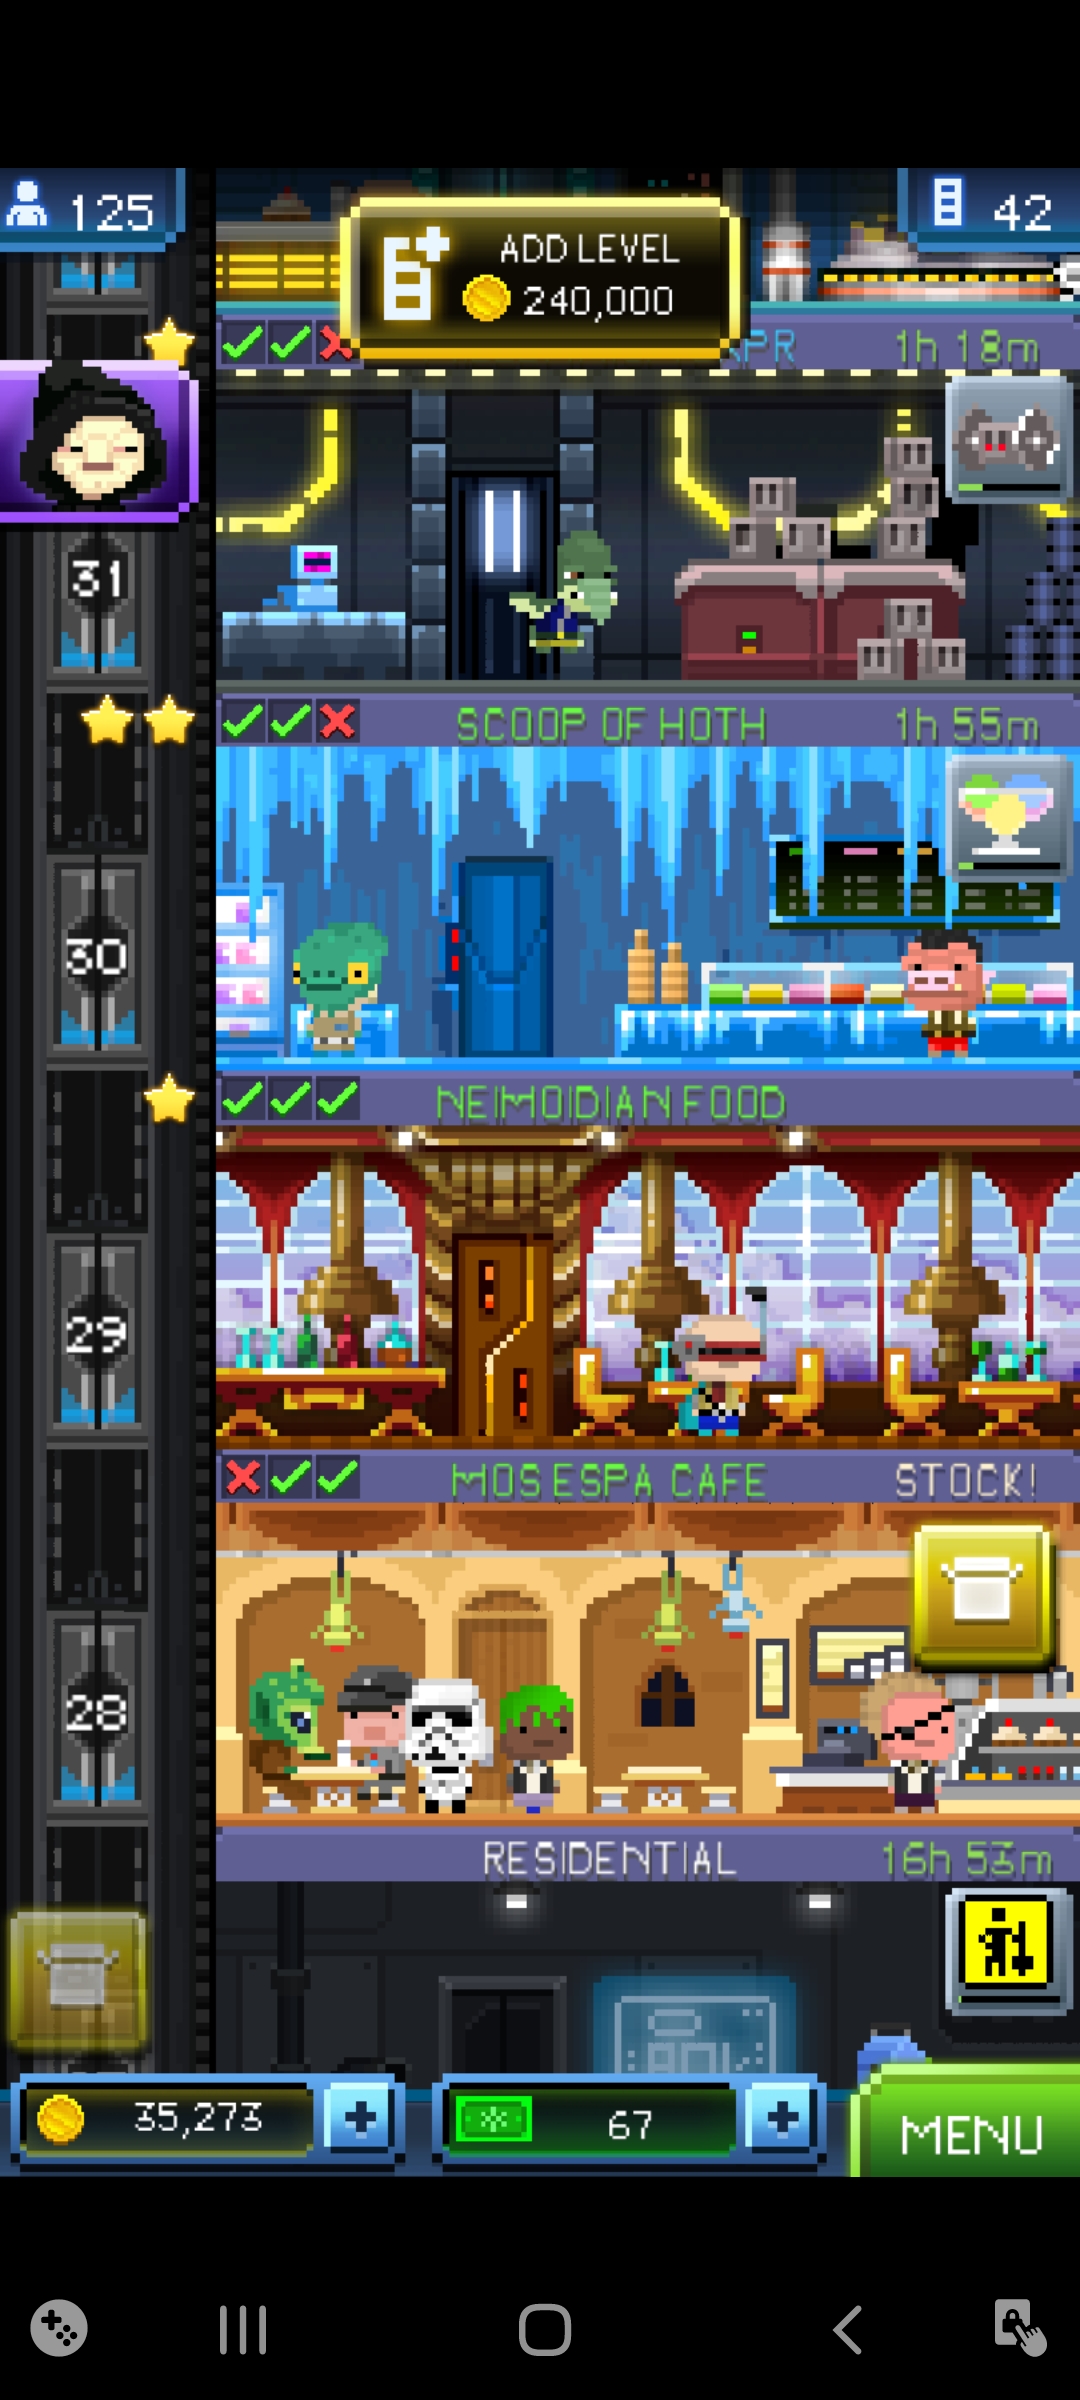 125
ADD LEVEL
240,000
42
1h 18m
31
SCOOP OF HOTH
1h 55m
30
NEIMOIDIAN FOOD
29
MOS ESPA CAFE
STOCK!
28
RESIDENTIAL
16h 53m
35,273
67
MENU